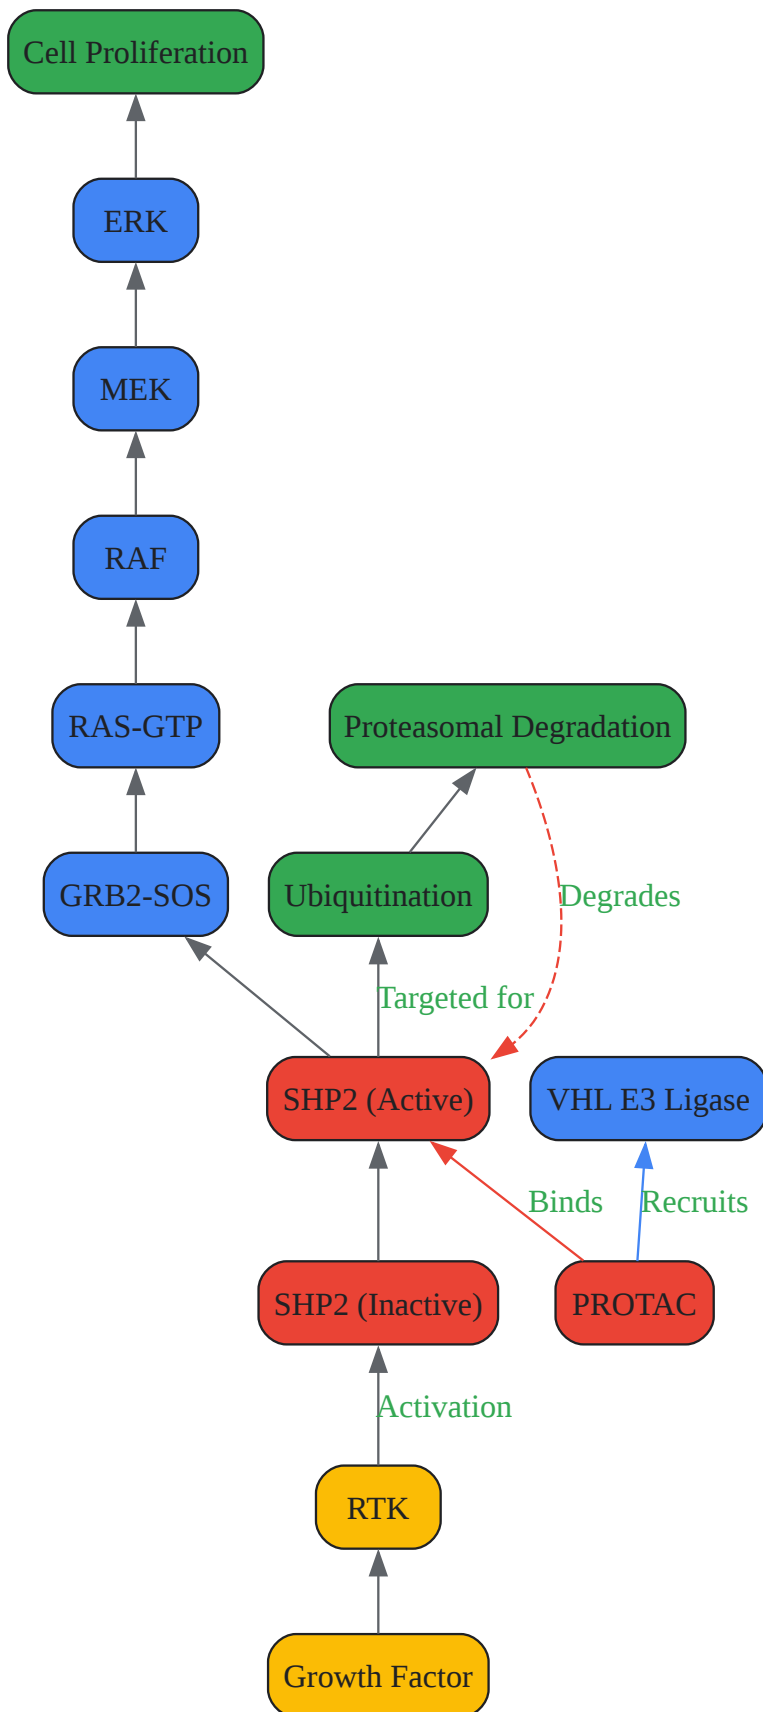 Cell Proliferation
ERK
MEK
RAF
RAS-GTP
Proteasomal Degradation
GRB2-SOS
Ubiquitination
Degrades
Targeted for
SHP2 (Active)
VHL E3 Ligase
Binds
Recruits
SHP2 (Inactive)
PROTAC
Activation
RTK
Growth Factor